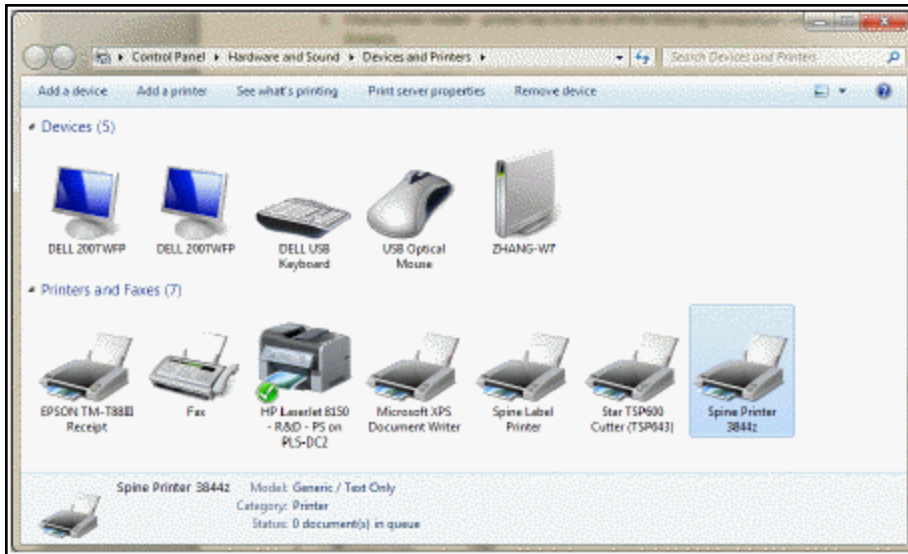 Control Panel ▸ Hardware and Sound ▸ Devices and Printers ▸
Search Devices and Printers
Add a device Add a printer See what's printing Print server properties Remove device
Devices (5)
DELL 200TWFP
DELL 200TWFP
DELL USB
Keyboard
USB Optical
Mouse
ZHANG-W7
Printers and Faxes (7)
EPSON TM-T88III
Receipt
Fax
HP LaserJet 8150
- R&D - PS on
PLS-DC2
Microsoft XPS
Document Writer
Spine Label
Printer
Star TSP600
Cutter (TSP643)
Spine Printer
3844z
Spine Printer 3844z Model: Generic / Text Only
Category: Printer
Status: 0 document(s) in queue